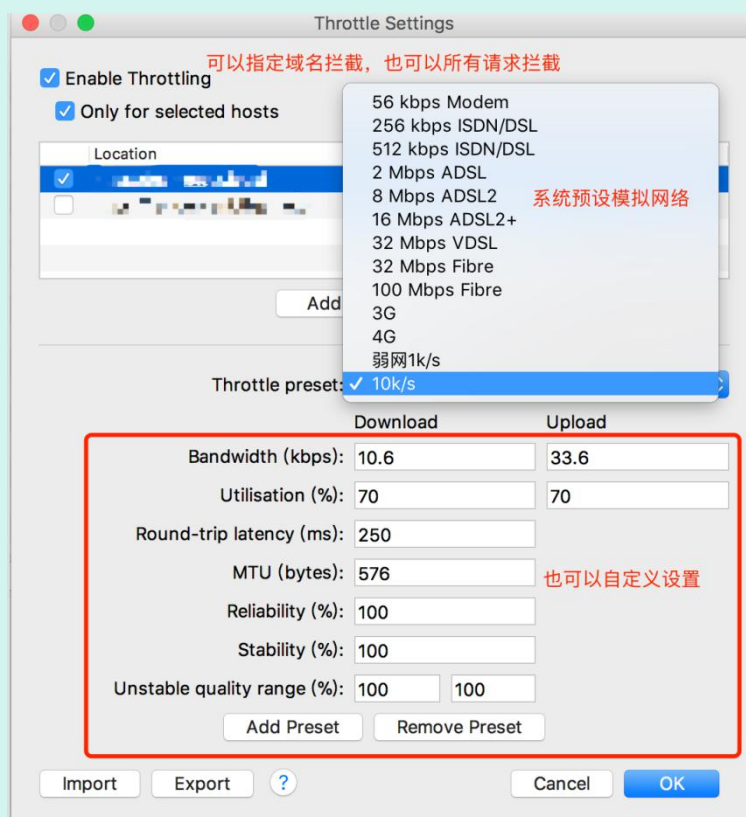 Throttle Settings
可以指定域名拦截，也可以所有请求拦截
Enable Throttling
Only for selected hosts
Location
Add
56 kbps Modem
256 kbps ISDN/DSL
512 kbps ISDN/DSL
2 Mbps ADSL
8 Mbps ADSL2
系统预设模拟网络
16 Mbps ADSL2+
32 Mbps VDSL
32 Mbps Fibre
100 Mbps Fibre
3G
4G
弱网1k/s
Throttle preset: ✓ 10k/s
Download Upload
Bandwidth (kbps): 10.6 33.6
Utilisation (%): 70 70
Round-trip latency (ms): 250
MTU (bytes): 576
也可以自定义设置
Reliability (%): 100
Stability (%): 100
Unstable quality range (%): 100 100
Add Preset Remove Preset
Import Export ? Cancel OK